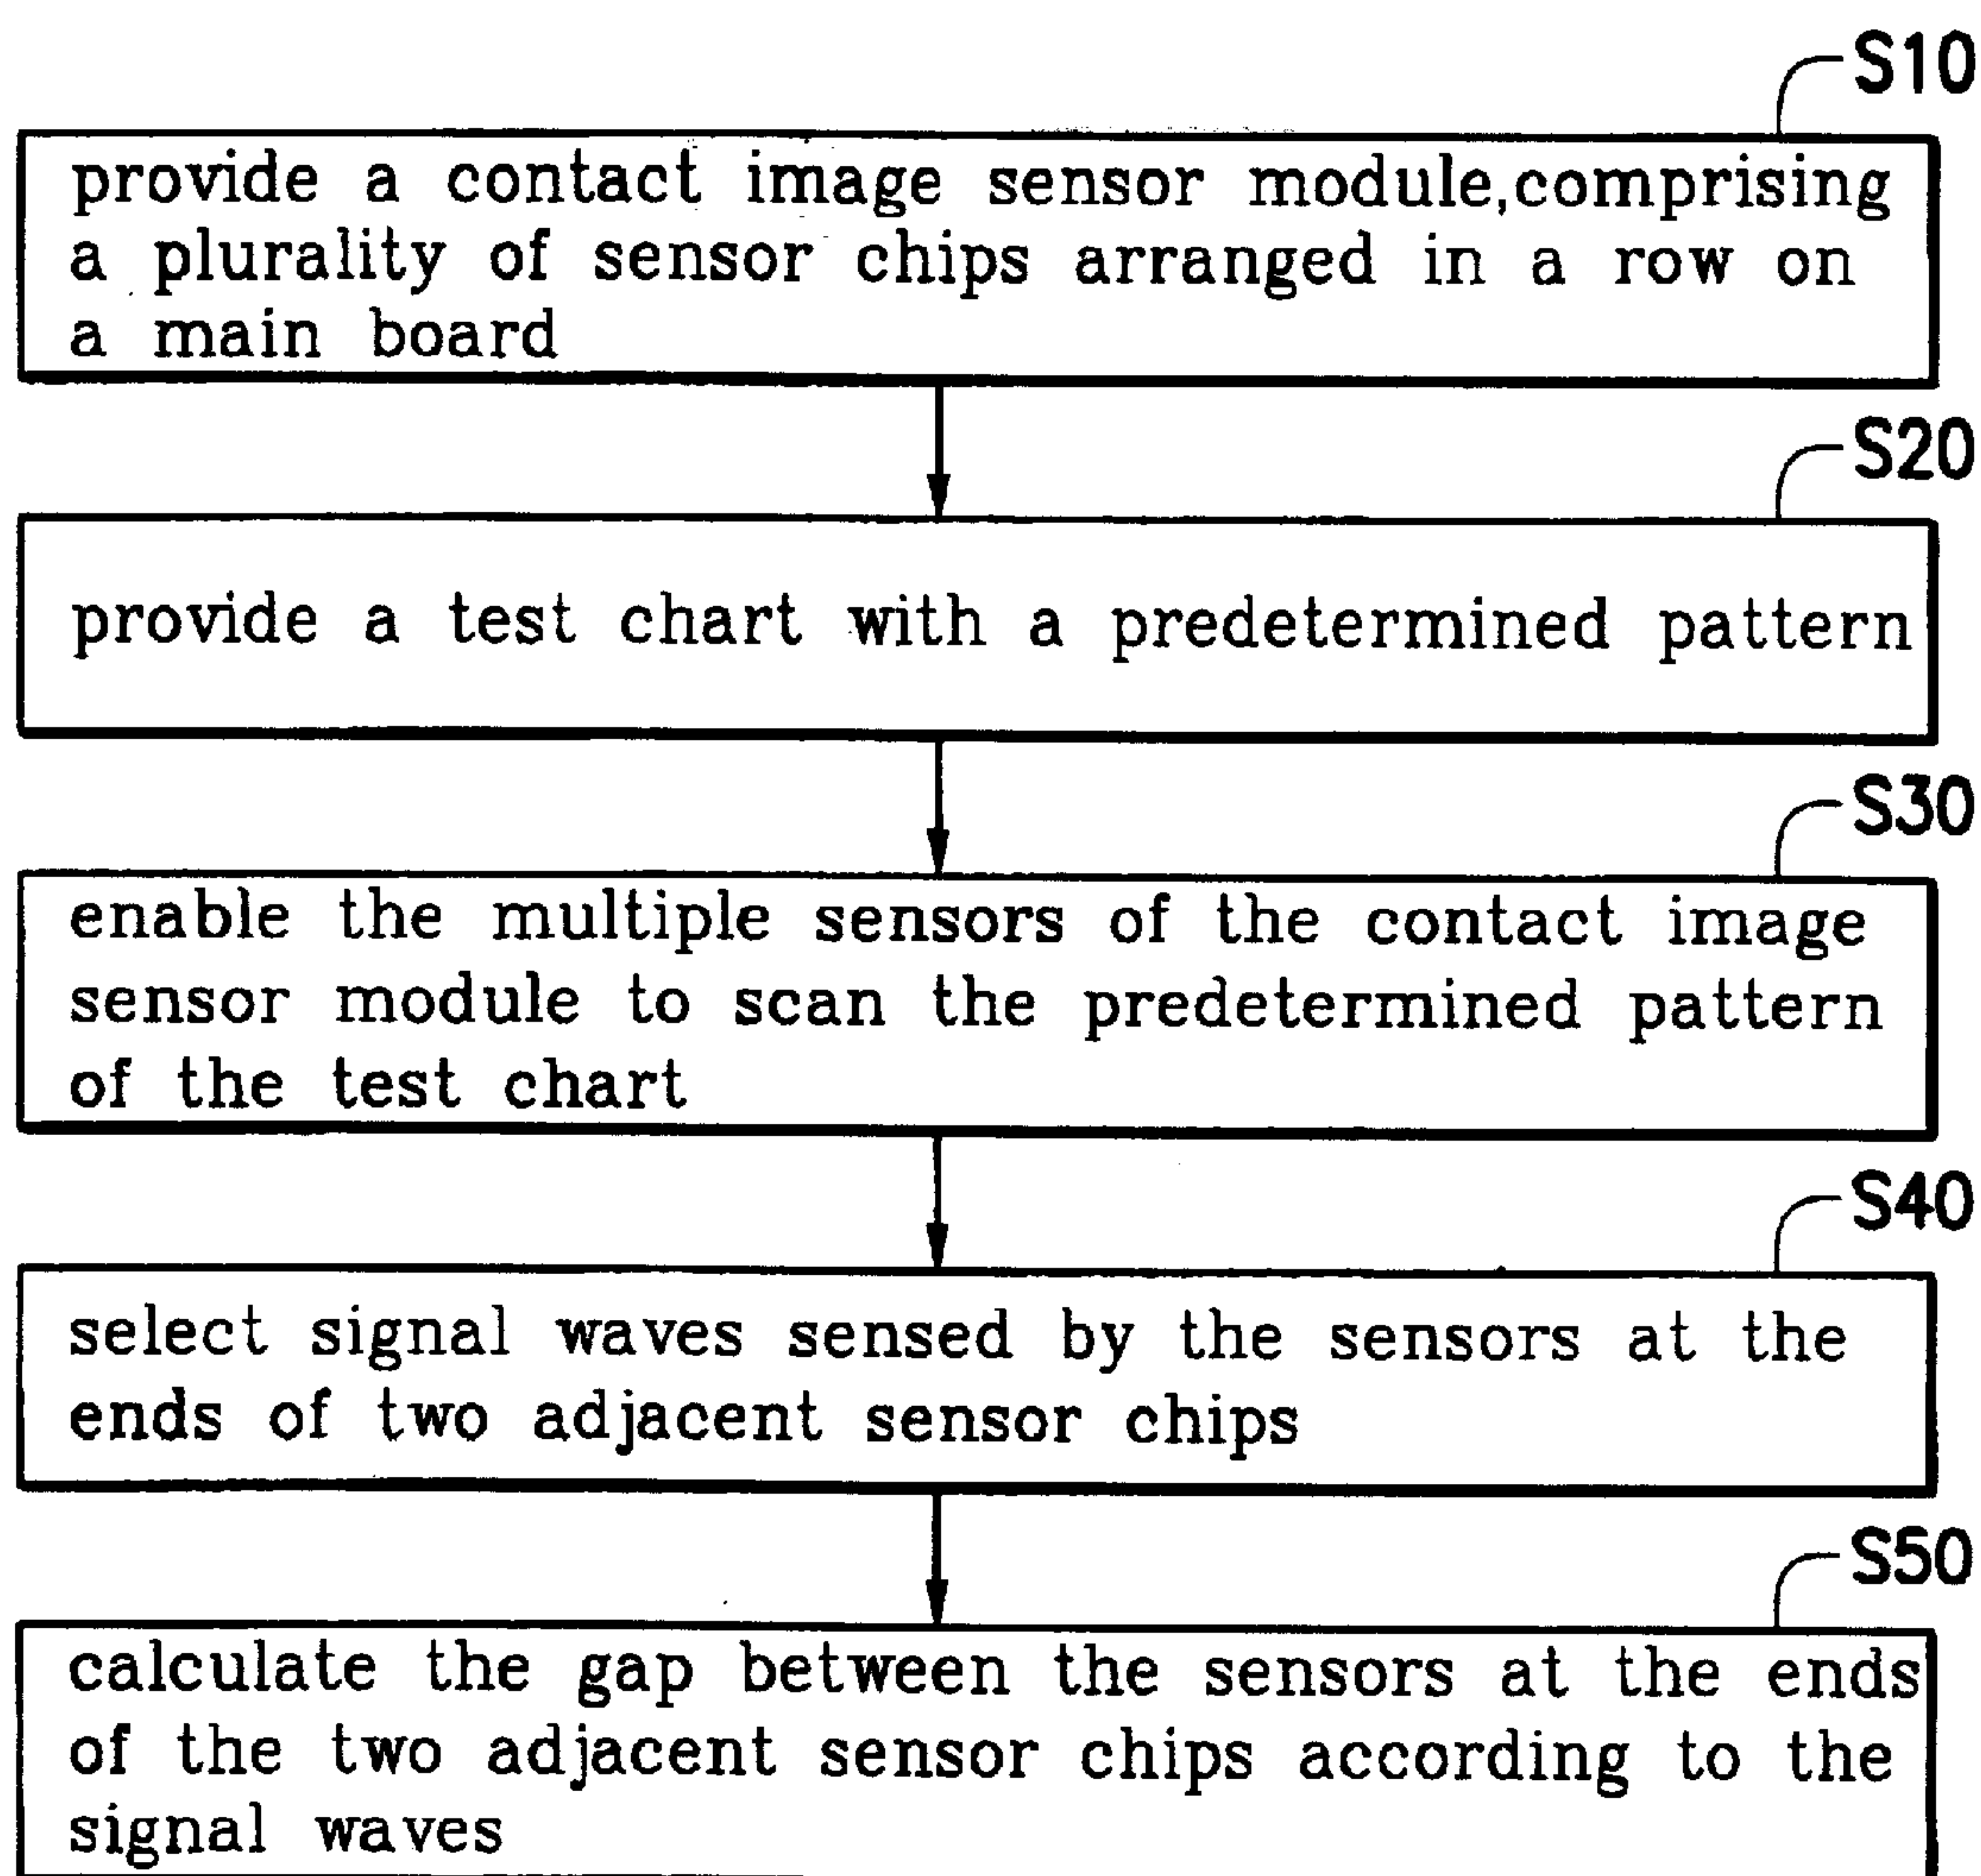 S10
provide a contact image sensor module,comprising
a plurality of sensor chips arranged in a row on
a main board
S20
provide a test chart with a predetermined pattern
S30
enable the multiple sensors of the contact image
sensor module to scan the predetermined pattern
of the test chart
S40
select signal waves sensed by the sensors at the
ends of two adjacent sensor chips
S50
calculate the gap between the sensors at the ends
of the two adjacent sensor chips according to the
signal waves